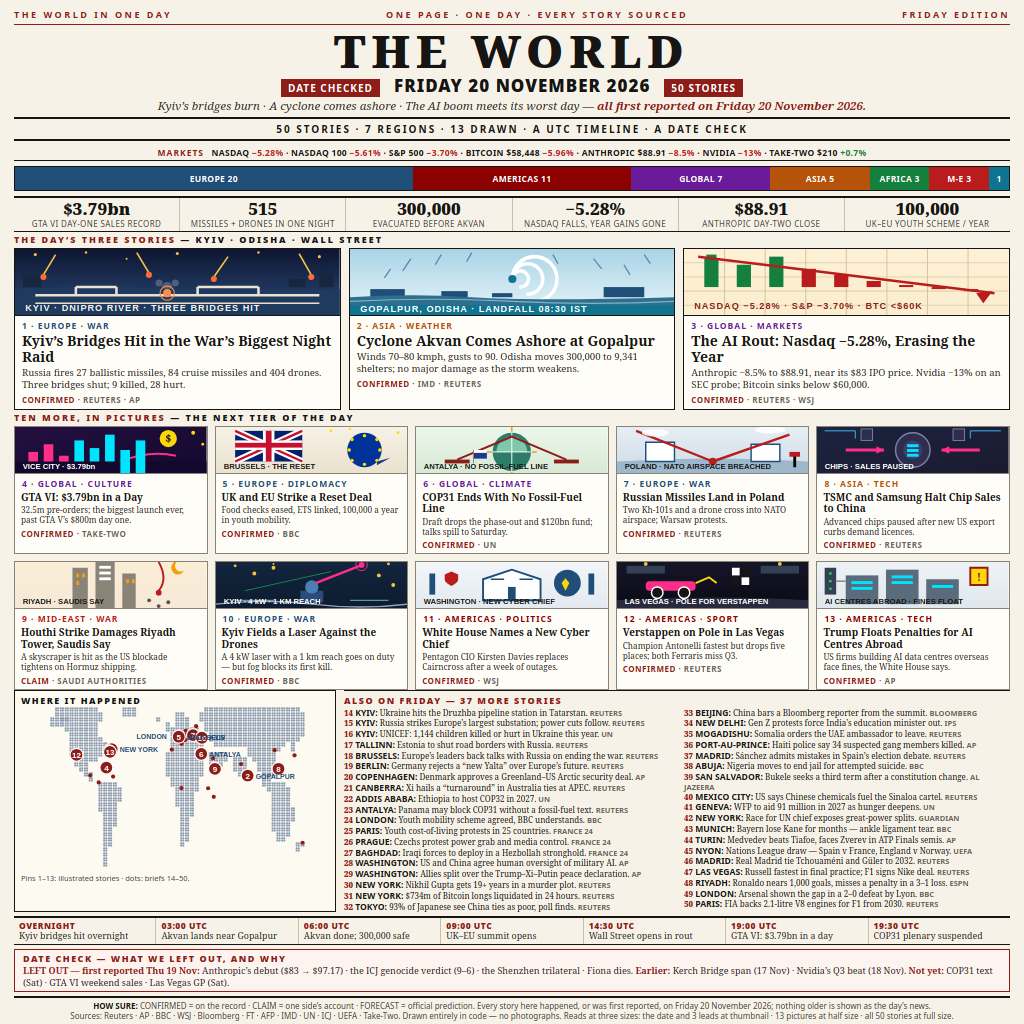 THE WORLD IN ONE DAY
ONE PAGE · ONE DAY · EVERY STORY SOURCED
FRIDAY EDITION
THE WORLD
DATE CHECKED FRIDAY 20 NOVEMBER 2026 50 STORIES
Kyiv's bridges burn · A cyclone comes ashore · The AI boom meets its worst day — all first reported on Friday 20 November 2026.
50 STORIES · 7 REGIONS · 13 DRAWN · A UTC TIMELINE · A DATE CHECK
MARKETS NASDAQ −5.28% · NASDAQ 100 −5.61% · S&P 500 −3.70% · BITCOIN $58,448 −5.96% · ANTHROPIC $88.91 −8.5% · NVIDIA −13% · TAKE-TWO $210 +0.7%
EUROPE 20
AMERICAS 11
GLOBAL 7
ASIA 5
AFRICA 3
M-E 3
1
$3.79bn
GTA VI DAY-ONE SALES RECORD
515
MISSILES + DRONES IN ONE NIGHT
300,000
EVACUATED BEFORE AKVAN
−5.28%
NASDAQ FALLS, YEAR GAINS GONE
$88.91
ANTHROPIC DAY-TWO CLOSE
100,000
UK–EU YOUTH SCHEME / YEAR
THE DAY'S THREE STORIES — KYIV · ODISHA · WALL STREET
KYIV · DNIPRO RIVER · THREE BRIDGES HIT
1 · EUROPE · WAR
Kyiv's Bridges Hit in the War's Biggest Night
Raid
Russia fires 27 ballistic missiles, 84 cruise missiles and 404 drones.
Three bridges shut; 9 killed, 28 hurt.
CONFIRMED · REUTERS · AP
GOPALPUR, ODISHA · LANDFALL 08:30 IST
2 · ASIA · WEATHER
Cyclone Akvan Comes Ashore at Gopalpur
Winds 70–80 kmph, gusts to 90. Odisha moves 300,000 to 9,341
shelters; no major damage as the storm weakens.
CONFIRMED · IMD · REUTERS
NASDAQ −5.28% · S&P −3.70% · BTC <$60K
3 · GLOBAL · MARKETS
The AI Rout: Nasdaq −5.28%, Erasing the
Year
Anthropic −8.5% to $88.91, near its $83 IPO price. Nvidia −13% on an
SEC probe; Bitcoin sinks below $60,000.
CONFIRMED · REUTERS · WSJ
TEN MORE, IN PICTURES — THE NEXT TIER OF THE DAY
$
VICE CITY · $3.79bn
4 · GLOBAL · CULTURE
GTA VI: $3.79bn in a Day
32.5m pre-orders; the biggest launch ever,
past GTA V's $800m day one.
CONFIRMED · TAKE-TWO
BRUSSELS · THE RESET
5 · EUROPE · DIPLOMACY
UK and EU Strike a Reset Deal
Food checks eased, ETS linked, 100,000 a year
in youth mobility.
CONFIRMED · BBC
ANTALYA · NO FOSSIL-FUEL LINE
6 · GLOBAL · CLIMATE
COP31 Ends With No Fossil-Fuel
Line
Draft drops the phase-out and $120bn fund;
talks spill to Saturday.
CONFIRMED · UN
POLAND · NATO AIRSPACE BREACHED
7 · EUROPE · WAR
Russian Missiles Land in Poland
Two Kh-101s and a drone cross into NATO
airspace; Warsaw protests.
CONFIRMED · REUTERS
CHIPS · SALES PAUSED
8 · ASIA · TECH
TSMC and Samsung Halt Chip Sales
to China
Advanced chips paused after new US export
curbs demand licences.
CONFIRMED · REUTERS
RIYADH · SAUDIS SAY
9 · MID-EAST · WAR
Houthi Strike Damages Riyadh
Tower, Saudis Say
A skyscraper is hit as the US blockade
tightens on Hormuz shipping.
CLAIM · SAUDI AUTHORITIES
KYIV · 4 kW · 1 KM REACH
10 · EUROPE · WAR
Kyiv Fields a Laser Against the
Drones
A 4 kW laser with a 1 km reach goes on duty
— but fog blocks its first kill.
CONFIRMED · BBC
WASHINGTON · NEW CYBER CHIEF
11 · AMERICAS · POLITICS
White House Names a New Cyber
Chief
Pentagon CIO Kirsten Davies replaces
Cairncross after a week of outages.
CONFIRMED · WSJ
LAS VEGAS · POLE FOR VERSTAPPEN
12 · AMERICAS · SPORT
Verstappen on Pole in Las Vegas
Champion Antonelli fastest but drops five
places; both Ferraris miss Q3.
CONFIRMED · REUTERS
!
AI CENTRES ABROAD · FINES FLOAT
13 · AMERICAS · TECH
Trump Floats Penalties for AI
Centres Abroad
US firms building AI data centres overseas
face fines, the White House says.
CONFIRMED · AP
WHERE IT HAPPENED
LONDON 5
12 13 NEW YORK
6 ANTALYA
4 9
2 GOPALPUR 8
Pins 1–13: illustrated stories · dots: briefs 14–50.
ALSO ON FRIDAY — 37 MORE STORIES
14 KYIV: Ukraine hits the Druzhba pipeline station in Tatarstan. REUTERS
15 KYIV: Russia strikes Europe's largest substation; power cuts follow. REUTERS
16 KYIV: UNICEF: 1,144 children killed or hurt in Ukraine this year. UN
17 TALLINN: Estonia to shut road borders with Russia. REUTERS
18 BRUSSELS: Europe's leaders back talks with Russia on ending the war. REUTERS
19 BERLIN: Germany rejects a "new Yalta" over Europe's future. REUTERS
20 COPENHAGEN: Denmark approves a Greenland–US Arctic security deal. AP
21 CANBERRA: Xi hails a "turnaround" in Australia ties at APEC. REUTERS
22 ADDIS ABABA: Ethiopia to host COP32 in 2027. UN
23 ANTALYA: Panama may block COP31 without a fossil-fuel text. REUTERS
24 LONDON: Youth mobility scheme agreed, BBC understands. BBC
25 PARIS: Youth cost-of-living protests in 25 countries. FRANCE 24
26 PRAGUE: Czechs protest power grab and media control. FRANCE 24
27 BAGHDAD: Iraqi forces to deploy in a Hezbollah stronghold. FRANCE 24
28 WASHINGTON: US and China agree human oversight of military AI. AP
29 WASHINGTON: Allies split over the Trump–Xi–Putin peace declaration. AP
30 NEW YORK: Nikhil Gupta gets 19+ years in a murder plot. REUTERS
31 NEW YORK: $734m of Bitcoin longs liquidated in 24 hours. REUTERS
32 TOKYO: 93% of Japanese see China ties as poor, poll finds. REUTERS
33 BEIJING: China bars a Bloomberg reporter from the summit. BLOOMBERG
34 NEW DELHI: Gen Z protests force India's education minister out. IPS
35 MOGADISHU: Somalia orders the UAE ambassador to leave. REUTERS
36 PORT-AU-PRINCE: Haiti police say 34 suspected gang members killed. AP
37 MADRID: Sánchez admits mistakes in Spain's election debate. REUTERS
38 ABUJA: Nigeria moves to end jail for attempted suicide. BBC
39 SAN SALVADOR: Bukele seeks a third term after a constitution change. AL
JAZEERA
40 MEXICO CITY: US says Chinese chemicals fuel the Sinaloa cartel. REUTERS
41 GENEVA: WFP to aid 91 million in 2027 as hunger deepens. UN
42 NEW YORK: Race for UN chief exposes great-power splits. GUARDIAN
43 MUNICH: Bayern lose Kane for months — ankle ligament tear. BBC
44 TURIN: Medvedev beats Tiafoe, faces Zverev in ATP Finals semis. AP
45 NYON: Nations League draw — Spain v France, England v Norway. UEFA
46 MADRID: Real Madrid tie Tchouaméni and Güler to 2032. REUTERS
47 LAS VEGAS: Russell fastest in final practice; F1 signs Nike deal. REUTERS
48 RIYADH: Ronaldo nears 1,000 goals, misses a penalty in a 3–1 loss. ESPN
49 LONDON: Arsenal shown the gap in a 2–0 defeat by Lyon. BBC
50 PARIS: FIA backs 2.1-litre V8 engines for F1 from 2030. REUTERS
OVERNIGHT
Kyiv bridges hit overnight
03:00 UTC
Akvan lands near Gopalpur
06:00 UTC
Akvan done; 300,000 safe
09:00 UTC
UK–EU summit opens
14:30 UTC
Wall Street opens in rout
19:00 UTC
GTA VI: $3.79bn in a day
19:30 UTC
COP31 plenary suspended
DATE CHECK — WHAT WE LEFT OUT, AND WHY
LEFT OUT — first reported Thu 19 Nov: Anthropic's debut ($83 → $97.17) · the ICJ genocide verdict (9–6) · the Shenzhen trilateral · Fiona dies. Earlier: Kerch Bridge span (17 Nov) · Nvidia's Q3 beat (18 Nov). Not yet: COP31 text
(Sat) · GTA VI weekend sales · Las Vegas GP (Sat).
HOW SURE: CONFIRMED = on the record · CLAIM = one side's account · FORECAST = official prediction. Every story here happened, or was first reported, on Friday 20 November 2026; nothing older is shown as the day's news.
Sources: Reuters · AP · BBC · WSJ · Bloomberg · FT · AFP · IMD · UN · ICJ · UEFA · Take-Two. Drawn entirely in code — no photographs. Reads at three sizes: the date and 3 leads at thumbnail · 13 pictures at half size · all 50 stories at full size.